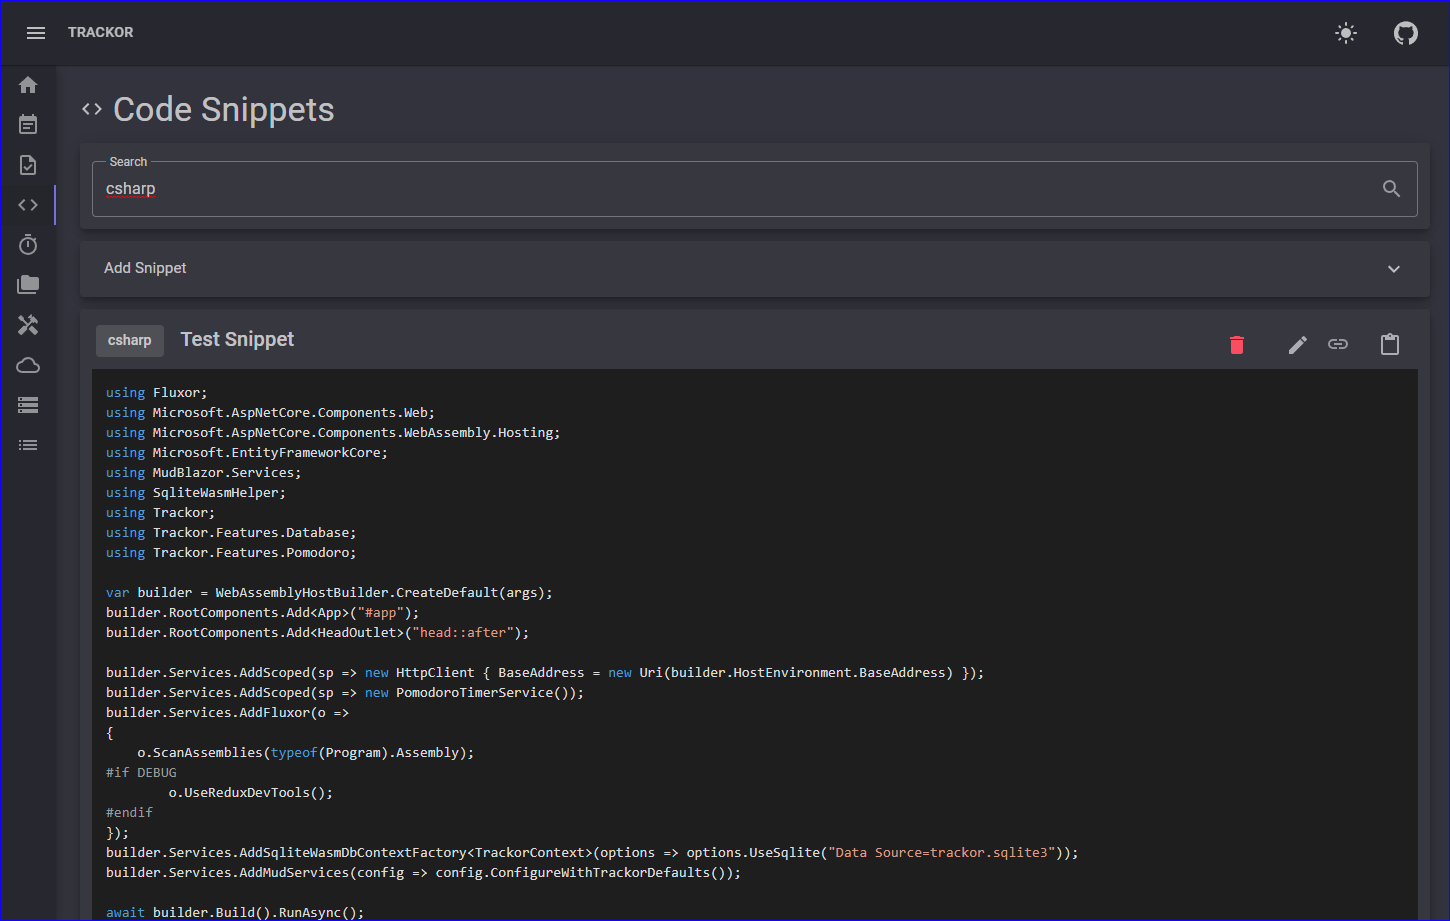 TRACKOR
Code Snippets
Search
csharp
Add Snippet
csharp
Test Snippet
using Fluxor;
using Microsoft.AspNetCore.Components.Web;
using Microsoft.AspNetCore.Components.WebAssembly.Hosting;
using Microsoft.EntityFrameworkCore;
using MudBlazor.Services;
using SqliteWasmHelper;
using Trackor;
using Trackor.Features.Database;
using Trackor.Features.Pomodoro;

var builder = WebAssemblyHostBuilder.CreateDefault(args);
builder.RootComponents.Add<App>("#app");
builder.RootComponents.Add<HeadOutlet>("head::after");

builder.Services.AddScoped(sp => new HttpClient { BaseAddress = new Uri(builder.HostEnvironment.BaseAddress) });
builder.Services.AddScoped(sp => new PomodoroTimerService());
builder.Services.AddFluxor(o =>
{
    o.ScanAssemblies(typeof(Program).Assembly);
#if DEBUG
        o.UseReduxDevTools();
#endif
});
builder.Services.AddSqliteWasmDbContextFactory<TrackorContext>(options => options.UseSqlite("Data Source=trackor.sqlite3"));
builder.Services.AddMudServices(config => config.ConfigureWithTrackorDefaults());

await builder.Build().RunAsync();